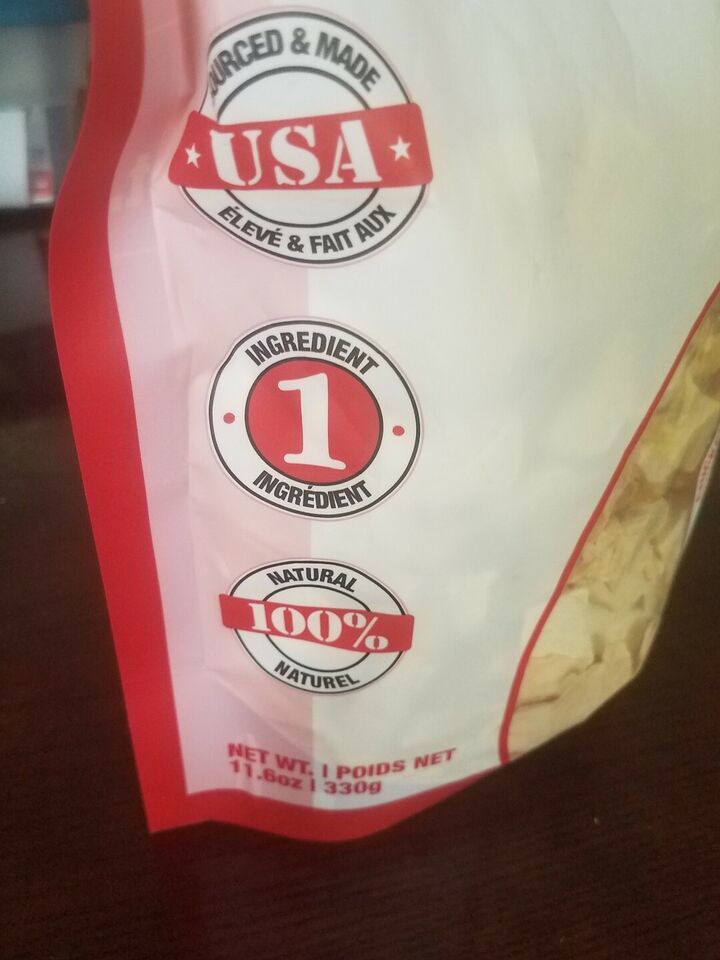 OURCED & MADE
USA
ÉLEVÉ & FAIT AUX
INGREDIENT
1
INGRÉDIENT
NATURAL
100%
NATUREL
NET WT. | POIDS NET
11.6oz | 330g